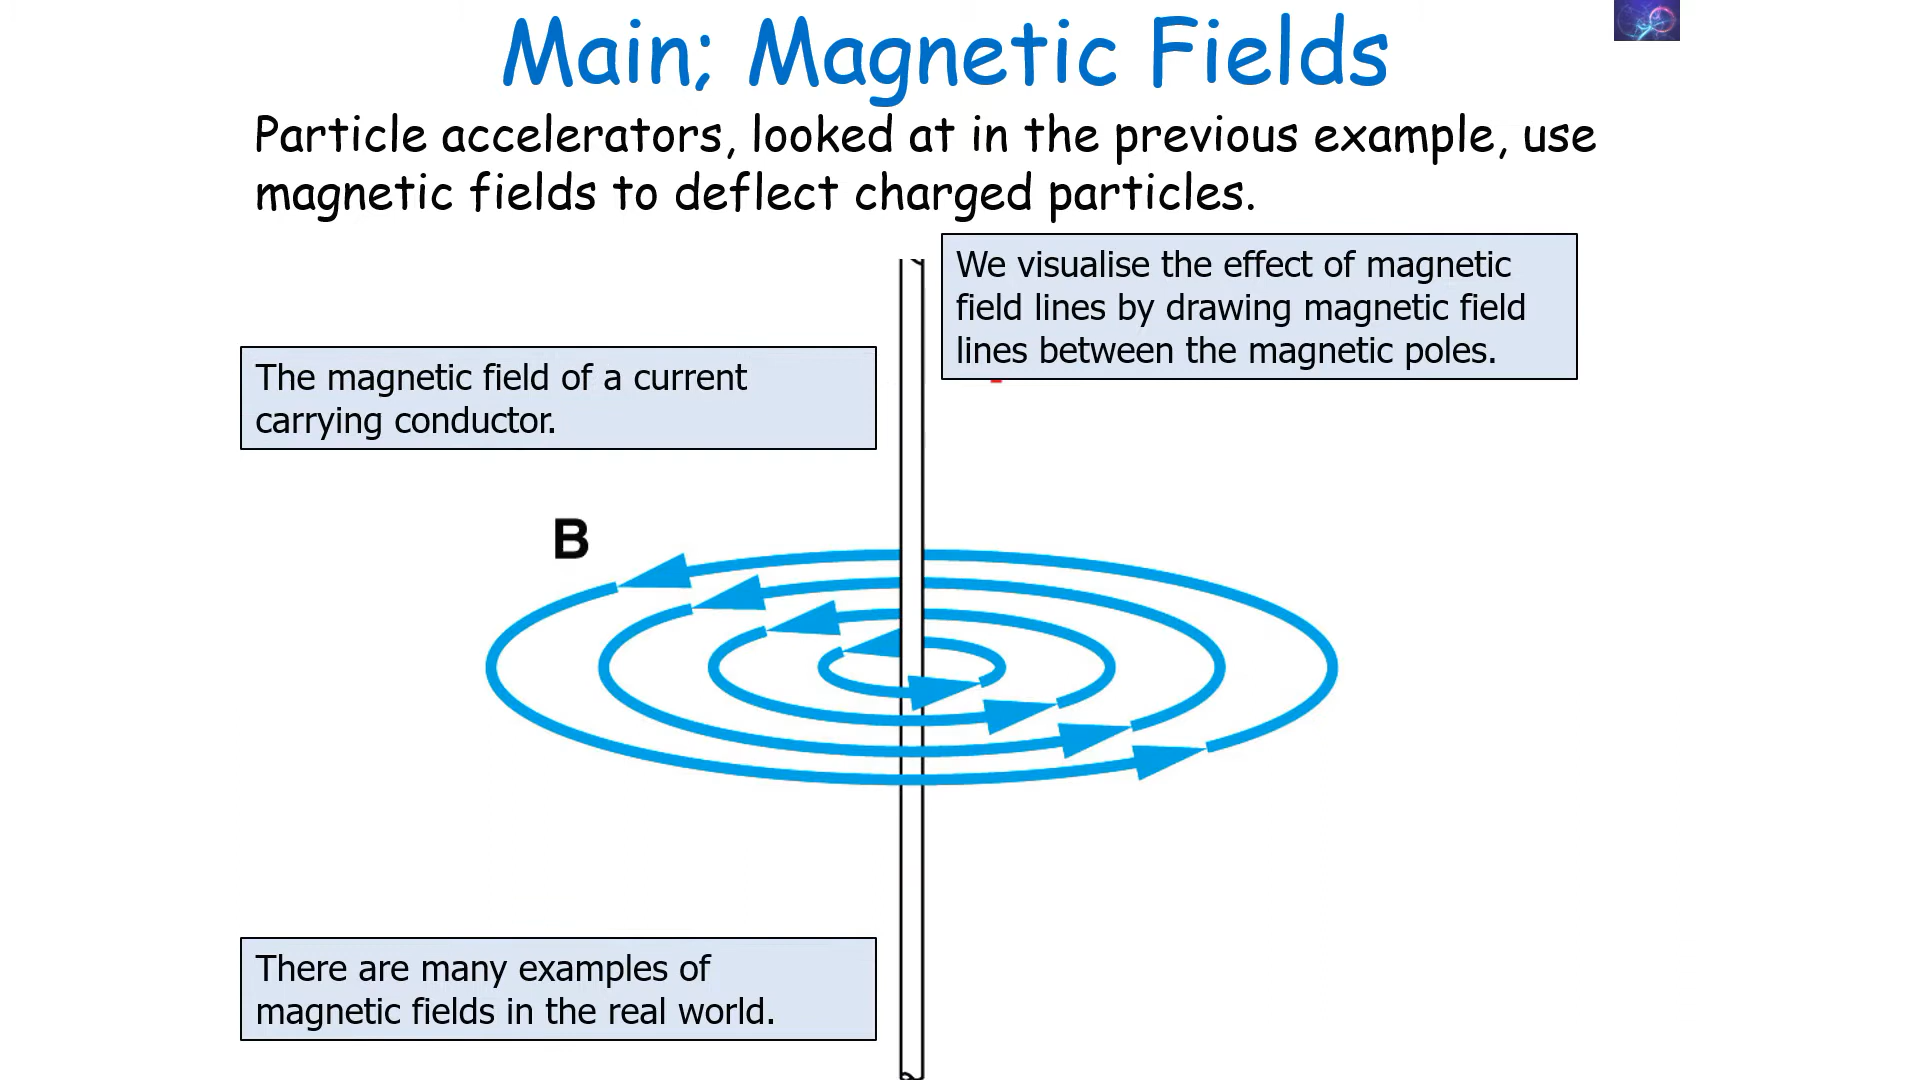 Main; Magnetic Fields
Particle accelerators, looked at in the previous example, use
magnetic fields to deflect charged particles.
We visualise the effect of magnetic
field lines by drawing magnetic field
lines between the magnetic poles.
The magnetic field of a current
carrying conductor.
B
There are many examples of
magnetic fields in the real world.